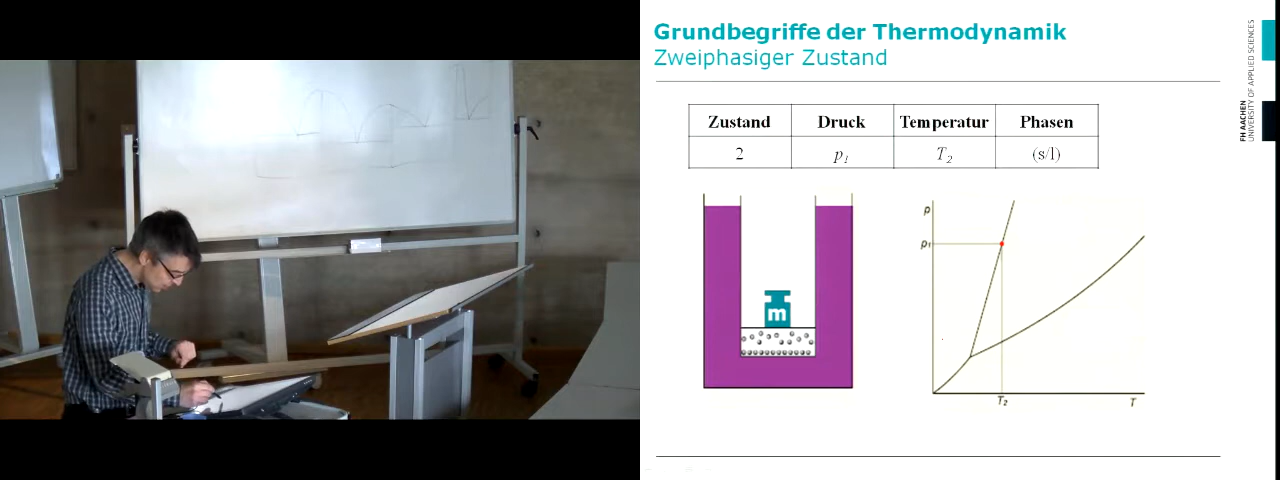 Grundbegriffe der Thermodynamik
Zweiphasiger Zustand
FH AACHEN
UNIVERSITY OF APPLIED SCIENCES
Zustand Druck Temperatur Phasen
2 p₁ T₂ (s/l)
m
p
p₁
T₂
T